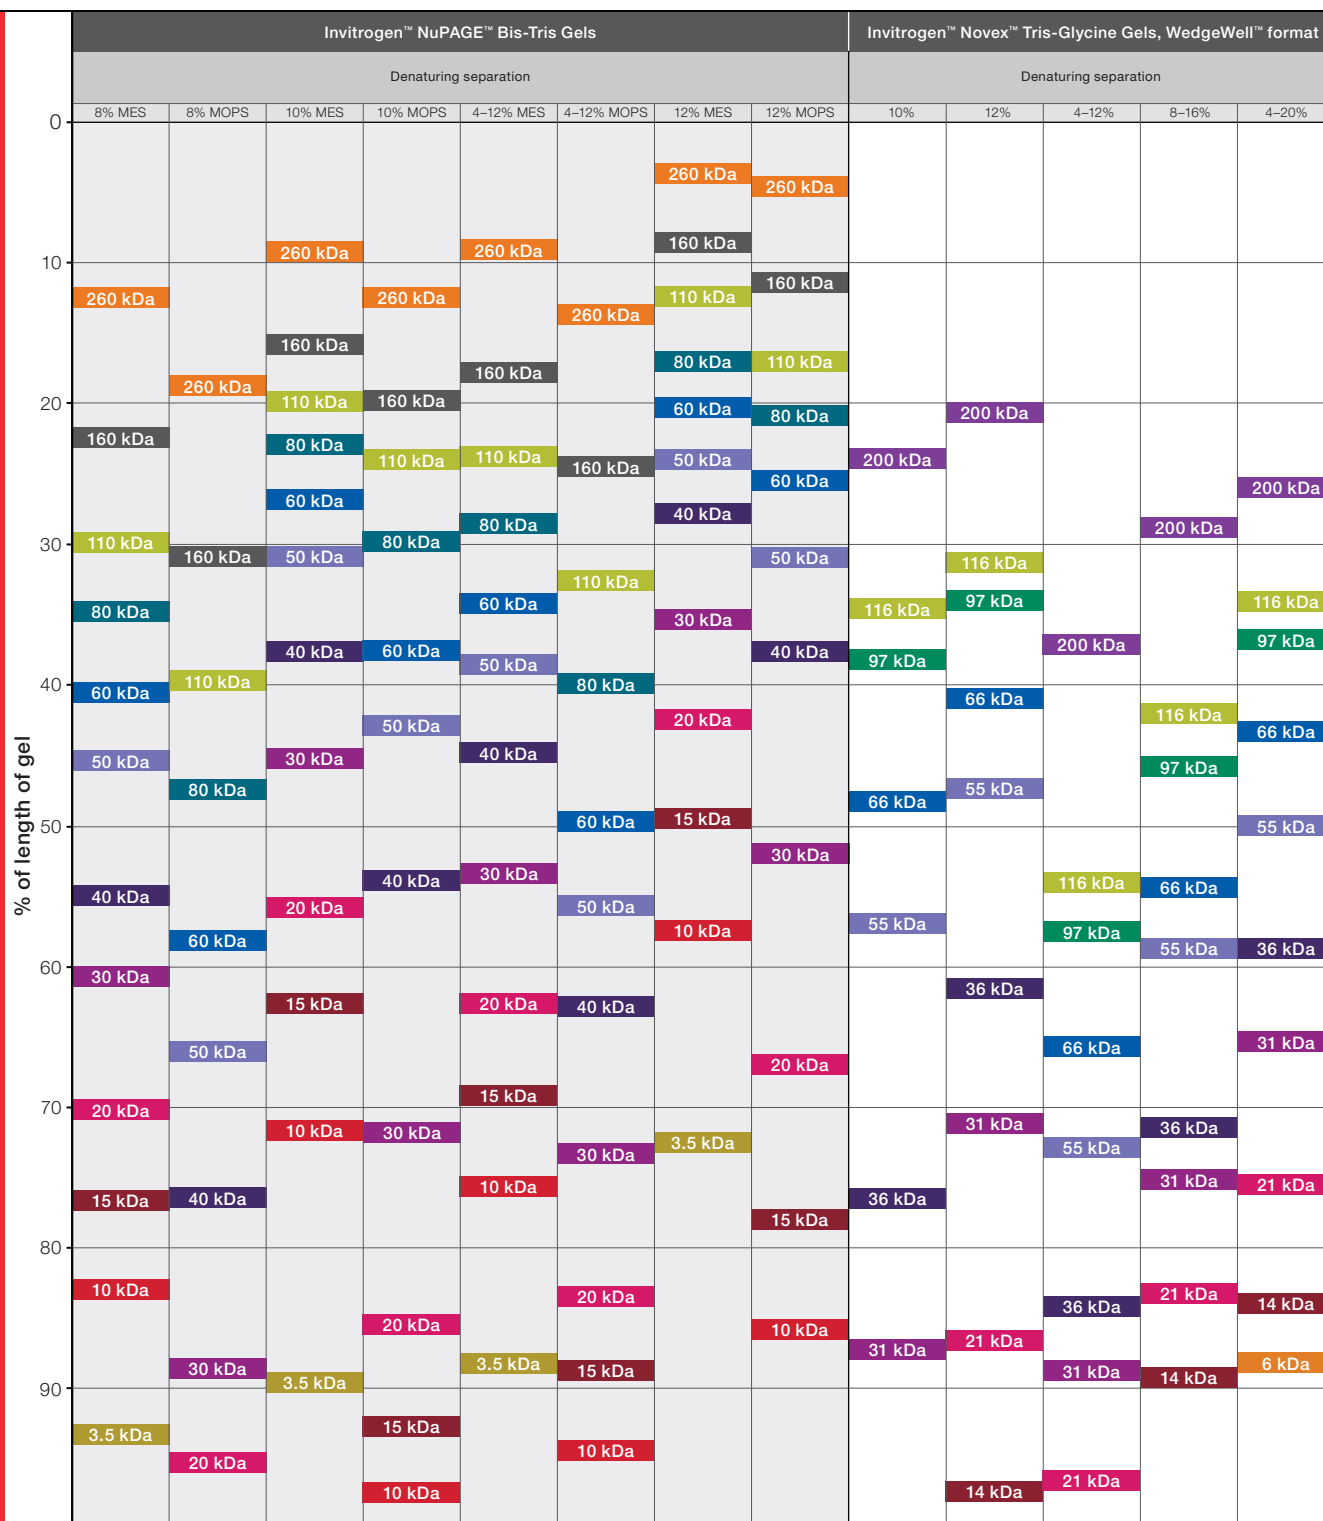 Invitrogen™ NuPAGE™ Bis-Tris Gels Invitrogen™ Novex™ Tris-Glycine Gels, WedgeWell™ format
Denaturing separation Denaturing separation
8% MES 8% MOPS 10% MES 10% MOPS 4–12% MES 4–12% MOPS 12% MES 12% MOPS 10% 12% 4–12% 8–16% 4–20%
0
260 kDa
260 kDa
160 kDa
260 kDa 260 kDa
10
160 kDa
260 kDa 260 kDa 110 kDa
260 kDa
160 kDa
80 kDa 110 kDa
160 kDa
260 kDa
110 kDa 160 kDa
20
60 kDa 200 kDa
80 kDa
160 kDa
80 kDa
110 kDa
110 kDa 50 kDa 200 kDa
160 kDa
60 kDa
200 kDa
60 kDa
40 kDa
80 kDa 200 kDa
110 kDa 80 kDa
30
160 kDa 50 kDa 50 kDa
116 kDa
110 kDa
97 kDa 116 kDa
60 kDa
80 kDa 116 kDa
30 kDa
97 kDa
200 kDa
40 kDa 60 kDa 40 kDa
97 kDa
50 kDa
110 kDa
40
80 kDa
60 kDa 66 kDa
20 kDa 116 kDa
50 kDa 66 kDa
40 kDa
50 kDa 30 kDa
97 kDa
80 kDa 55 kDa
66 kDa
15 kDa
60 kDa
50
55 kDa
30 kDa
30 kDa
40 kDa 116 kDa 66 kDa
40 kDa
20 kDa 50 kDa
55 kDa
10 kDa 97 kDa
60 kDa 55 kDa 36 kDa
60
30 kDa
36 kDa
15 kDa 20 kDa 40 kDa
31 kDa
50 kDa 66 kDa
20 kDa
15 kDa
70
20 kDa
31 kDa
10 kDa 30 kDa 36 kDa
3.5 kDa 55 kDa
30 kDa
31 kDa 21 kDa
10 kDa
15 kDa 40 kDa 36 kDa
15 kDa
80
10 kDa 21 kDa
20 kDa 14 kDa
36 kDa
20 kDa 10 kDa
21 kDa
31 kDa
3.5 kDa 6 kDa
30 kDa 15 kDa 31 kDa
14 kDa
3.5 kDa
90
15 kDa
3.5 kDa
10 kDa
20 kDa
21 kDa
10 kDa 14 kDa
% of length of gel